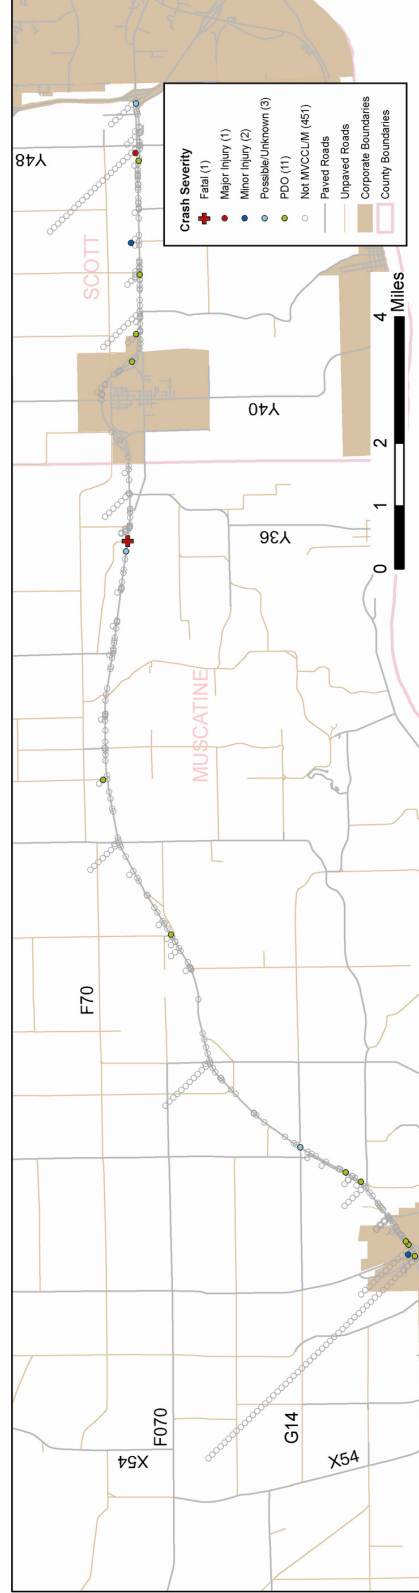 Y48
SCOTT
Crash Severity
Fatal (1)
Major Injury (1)
Minor Injury (2)
Possible/Unknown (3)
PDO (11)
Not MVCCL/M (451)
Paved Roads
Unpaved Roads
Corporate Boundaries
County Boundaries
Y40
Y36
MUSCATINE
F70
F070
X54
G14
X54
0 1 2 4
Miles